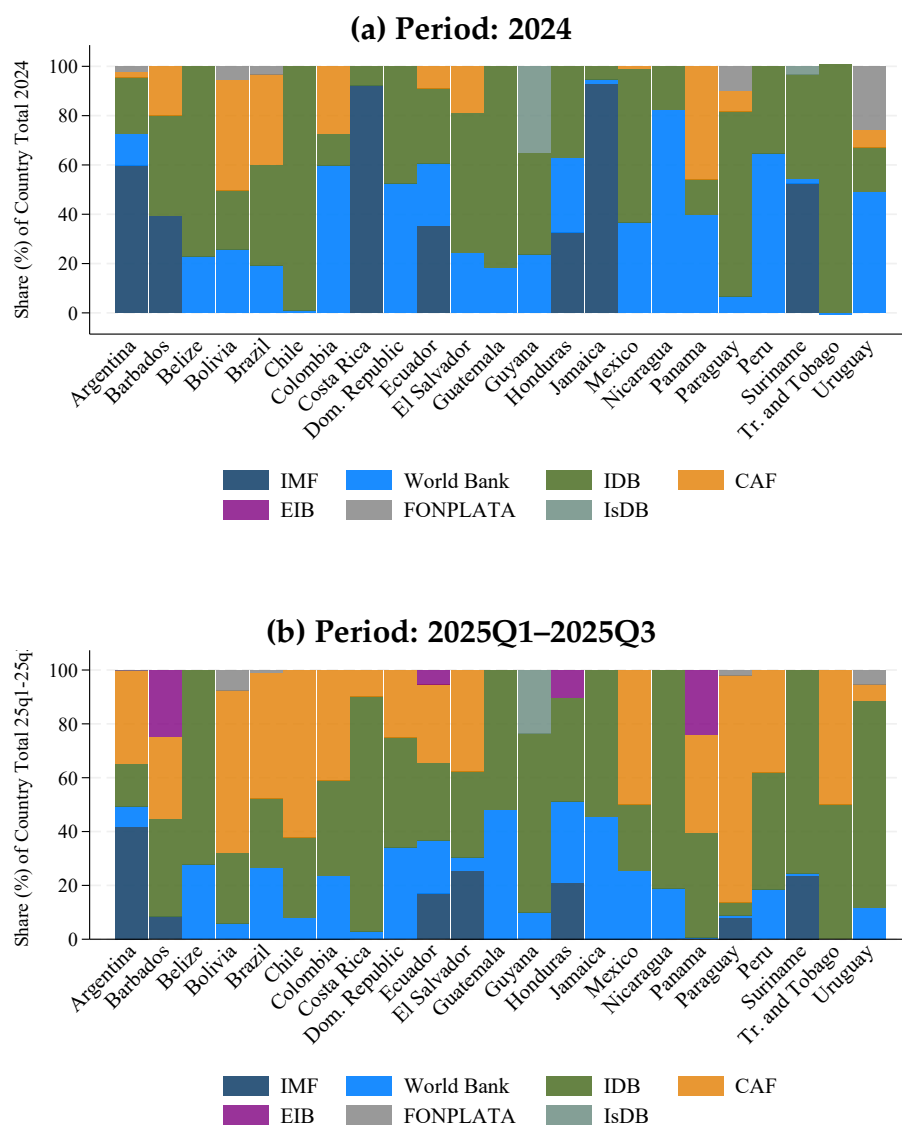 (a) Period: 2024
Share (%) of Country Total 2024
100
80
60
40
20
0
Argentina
Barbados
Belize
Bolivia
Brazil
Chile
Colombia
Costa Rica
Dom. Republic
Ecuador
El Salvador
Guatemala
Guyana
Honduras
Jamaica
Mexico
Nicaragua
Panama
Paraguay
Peru
Suriname
Tr. and Tobago
Uruguay
IMF World Bank IDB CAF
EIB FONPLATA IsDB
(b) Period: 2025Q1–2025Q3
Share (%) of Country Total 25q1-25q
100
80
60
40
20
0
Argentina
Barbados
Belize
Bolivia
Brazil
Chile
Colombia
Costa Rica
Dom. Republic
Ecuador
El Salvador
Guatemala
Guyana
Honduras
Jamaica
Mexico
Nicaragua
Panama
Paraguay
Peru
Suriname
Tr. and Tobago
Uruguay
IMF World Bank IDB CAF
EIB FONPLATA IsDB